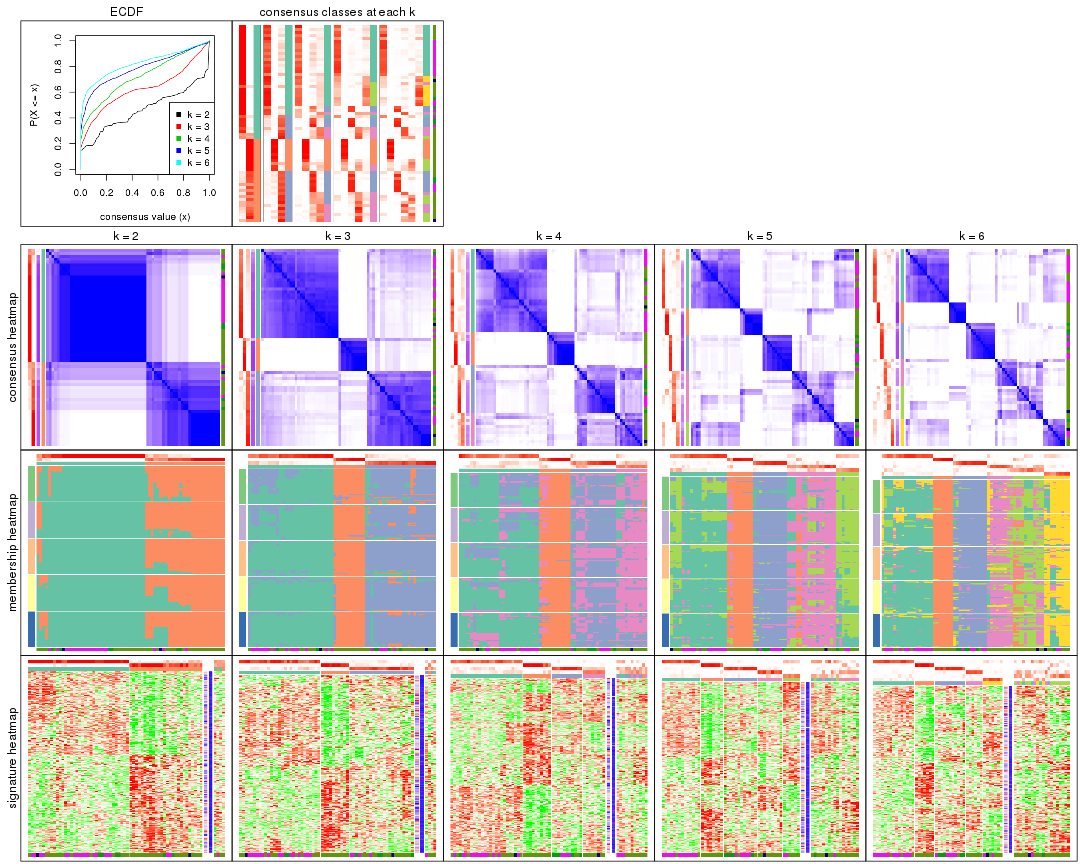 ECDF
consensus classes at each k
P(X <= x)
0.0 0.2 0.4 0.6 0.8 1.0
k = 2
k = 3
k = 4
k = 5
k = 6
0.0 0.2 0.4 0.6 0.8 1.0
consensus value (x)
k = 2
k = 3
k = 4
k = 5
k = 6
consensus heatmap
membership heatmap
signature heatmap